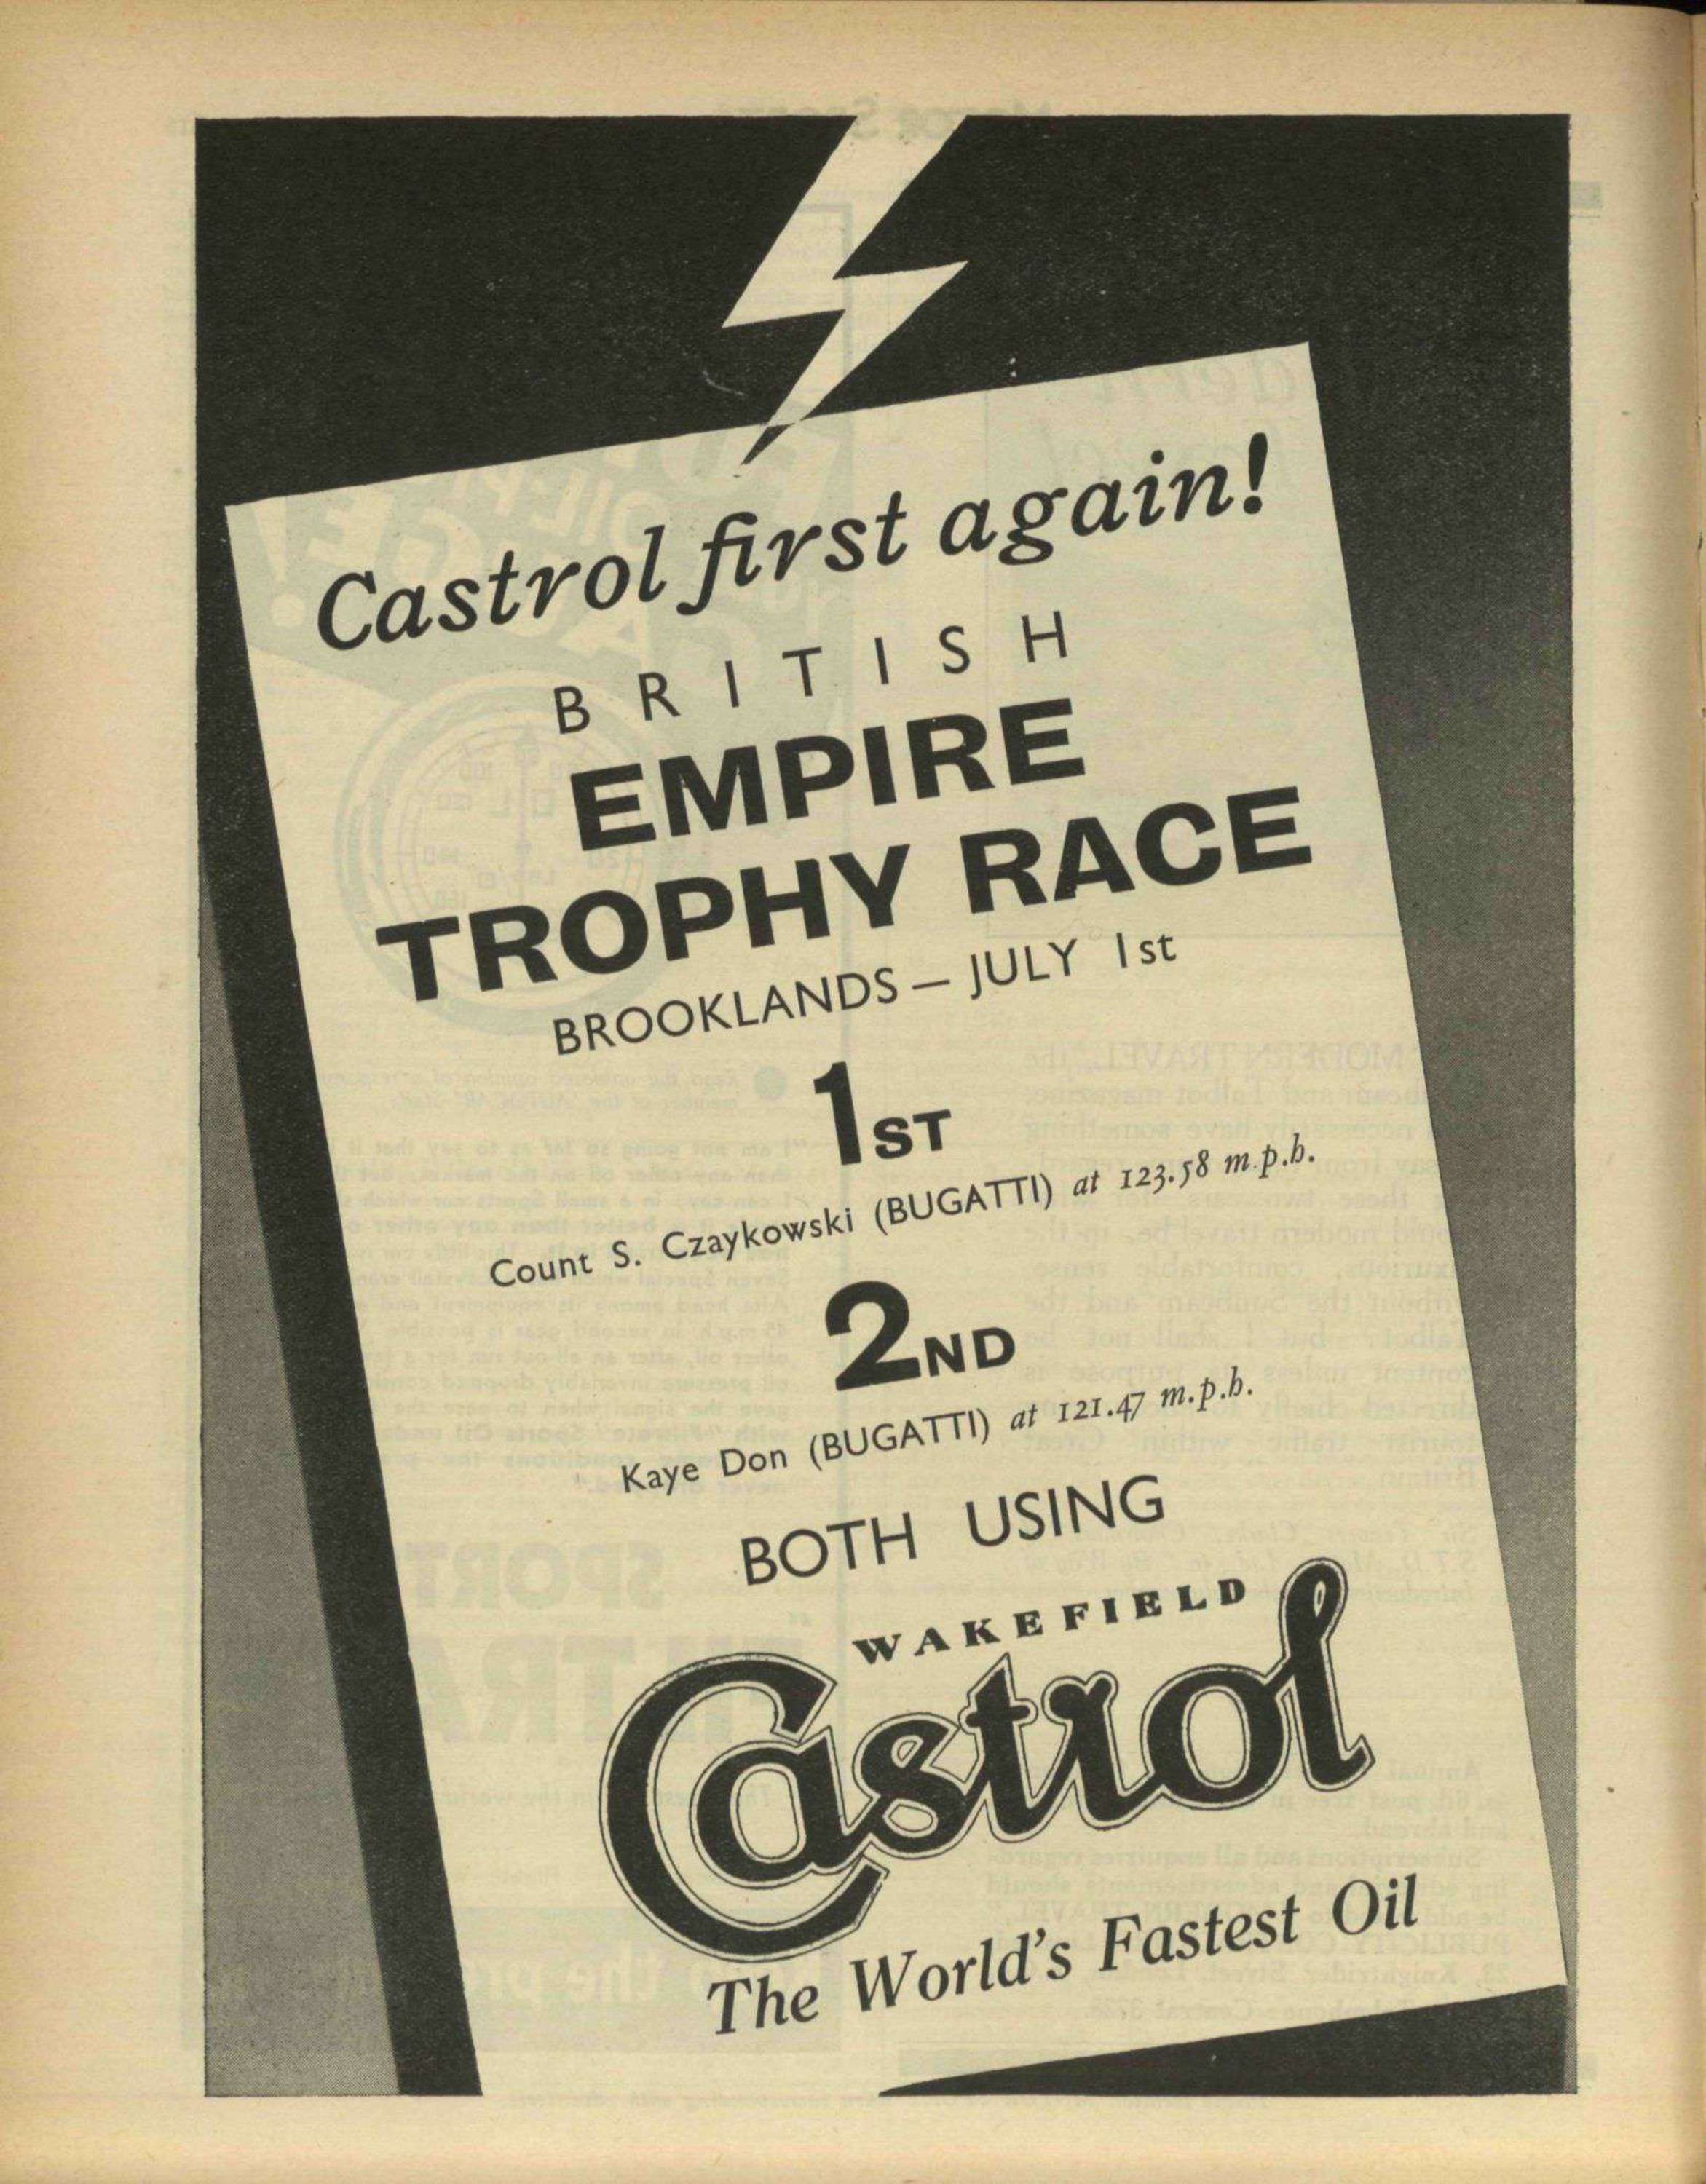 Castrol first again!
BRITISH
EMPIRE
TROPHY RACE
BROOKLANDS — JULY 1st
1ST
Count S. Czaykowski (BUGATTI) at 123.58 m.p.h.
2ND
Kaye Don (BUGATTI) at 121.47 m.p.h.
BOTH USING
WAKEFIELD
Castrol
The World's Fastest Oil